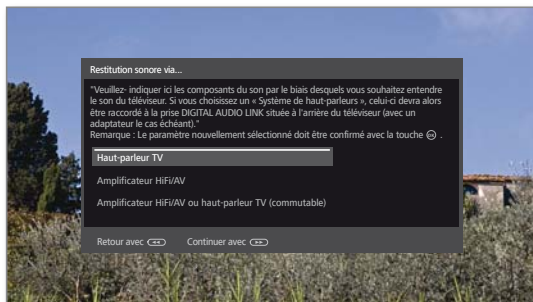 Restitution sonore via...
"Veuillez- indiquer ici les composants du son par le biais desquels vous souhaitez entendre
le son du téléviseur. Si vous choisissez un « Système de haut-parleurs », celui-ci devra alors
être raccordé à la prise DIGITAL AUDIO LINK située à l'arrière du téléviseur (avec un
adaptateur le cas échéant)."
Remarque : Le paramètre nouvellement sélectionné doit être confirmé avec la touche OK .
Haut-parleur TV
Amplificateur HiFi/AV
Amplificateur HiFi/AV ou haut-parleur TV (commutable)
Retour avec ◀◀ Continuer avec ▶▶